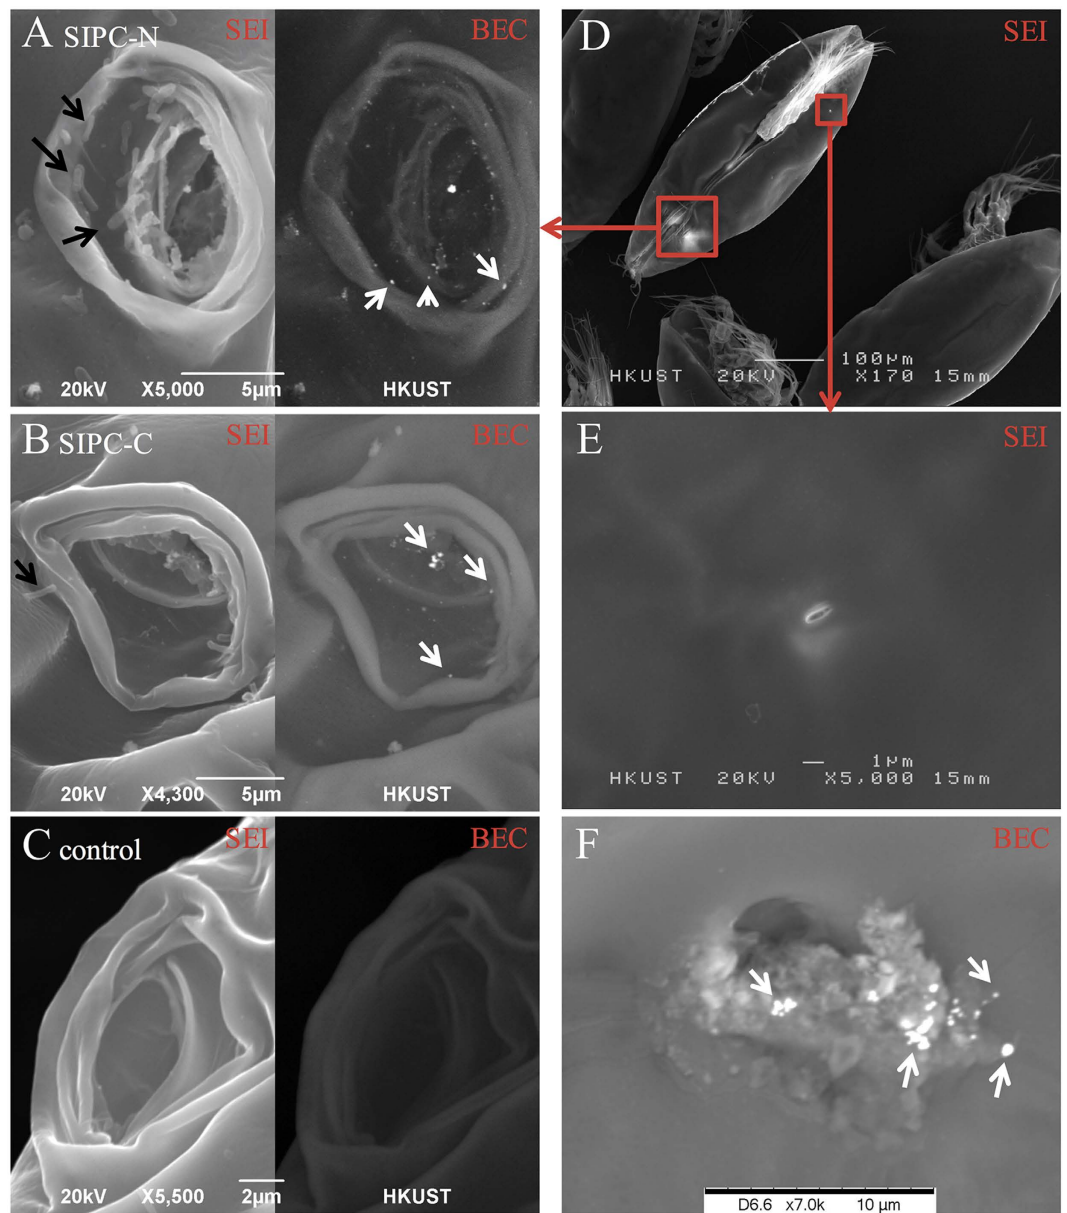 A SIPC-N SEI BEC
20kV X5,000 5µm HKUST
B SIPC-C SEI BEC
20kV X4,300 5µm HKUST
C control SEI BEC
20kV X5,500 2µm HKUST
D SEI
100µm
HKUST 20KV X170 15mm
E SEI
1µm
HKUST 20KV X5,000 15mm
F BEC
D6.6 x7.0k 10 µm